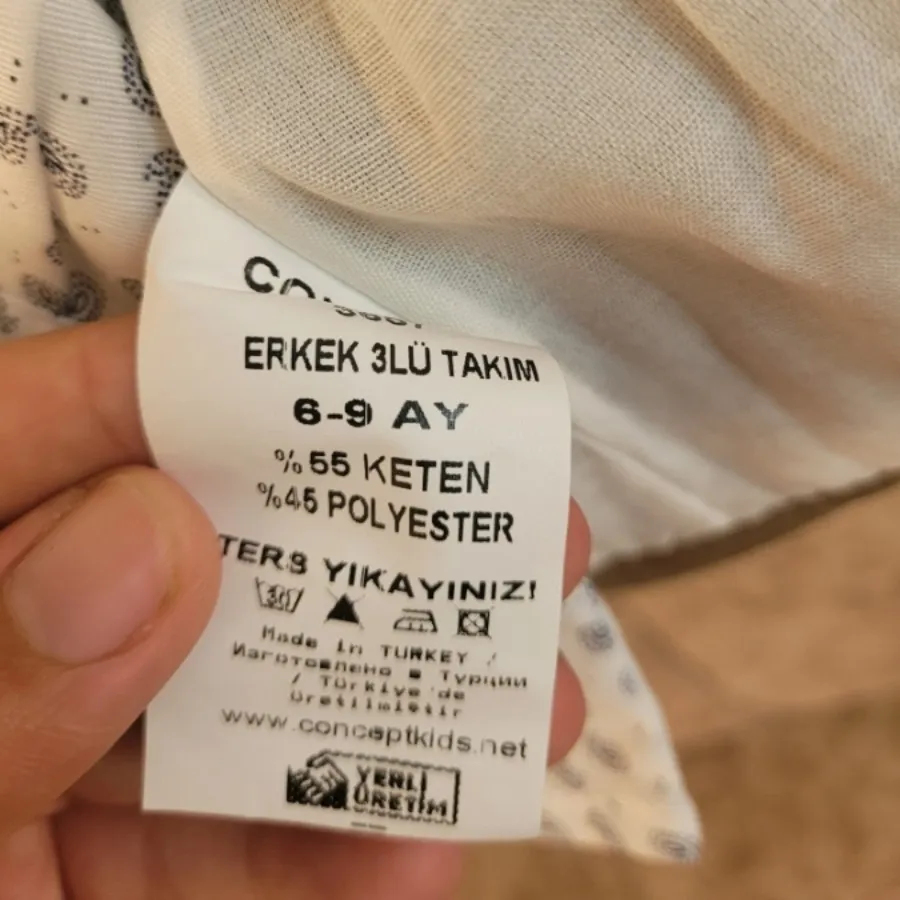 ERKEK 3LÜ TAKIM
6-9 AY
%55 KETEN
%45 POLYESTER
TERS YIKAYINIZ!
30
Made in TURKEY /
Изготовлено в Турции
/ Türkiye'de
Üretilmiştir
www.conceptkids.net
YERLİ
ÜRETİM